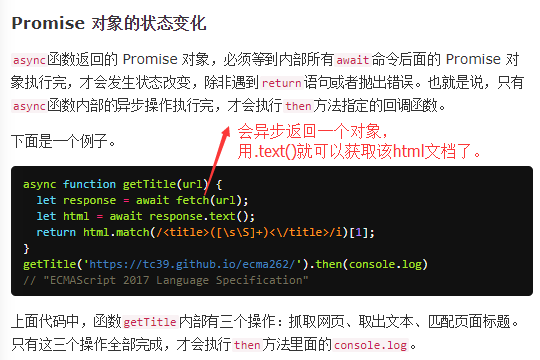 Promise 对象的状态变化
async函数返回的 Promise 对象，必须等到内部所有await命令后面的 Promise 对
象执行完，才会发生状态改变，除非遇到return语句或者抛出错误。也就是说，只有
async函数内部的异步操作执行完，才会执行then方法指定的回调函数。
会异步返回一个对象，
用.text()就可以获取该html文档了。
下面是一个例子。
async function getTitle(url) {
  let response = await fetch(url);
  let html = await response.text();
  return html.match(/<title>([\s\S]+)<\/title>/i)[1];
}
getTitle('https://tc39.github.io/ecma262/').then(console.log)
// "ECMAScript 2017 Language Specification"
上面代码中，函数getTitle内部有三个操作：抓取网页、取出文本、匹配页面标题。
只有这三个操作全部完成，才会执行then方法里面的console.log。